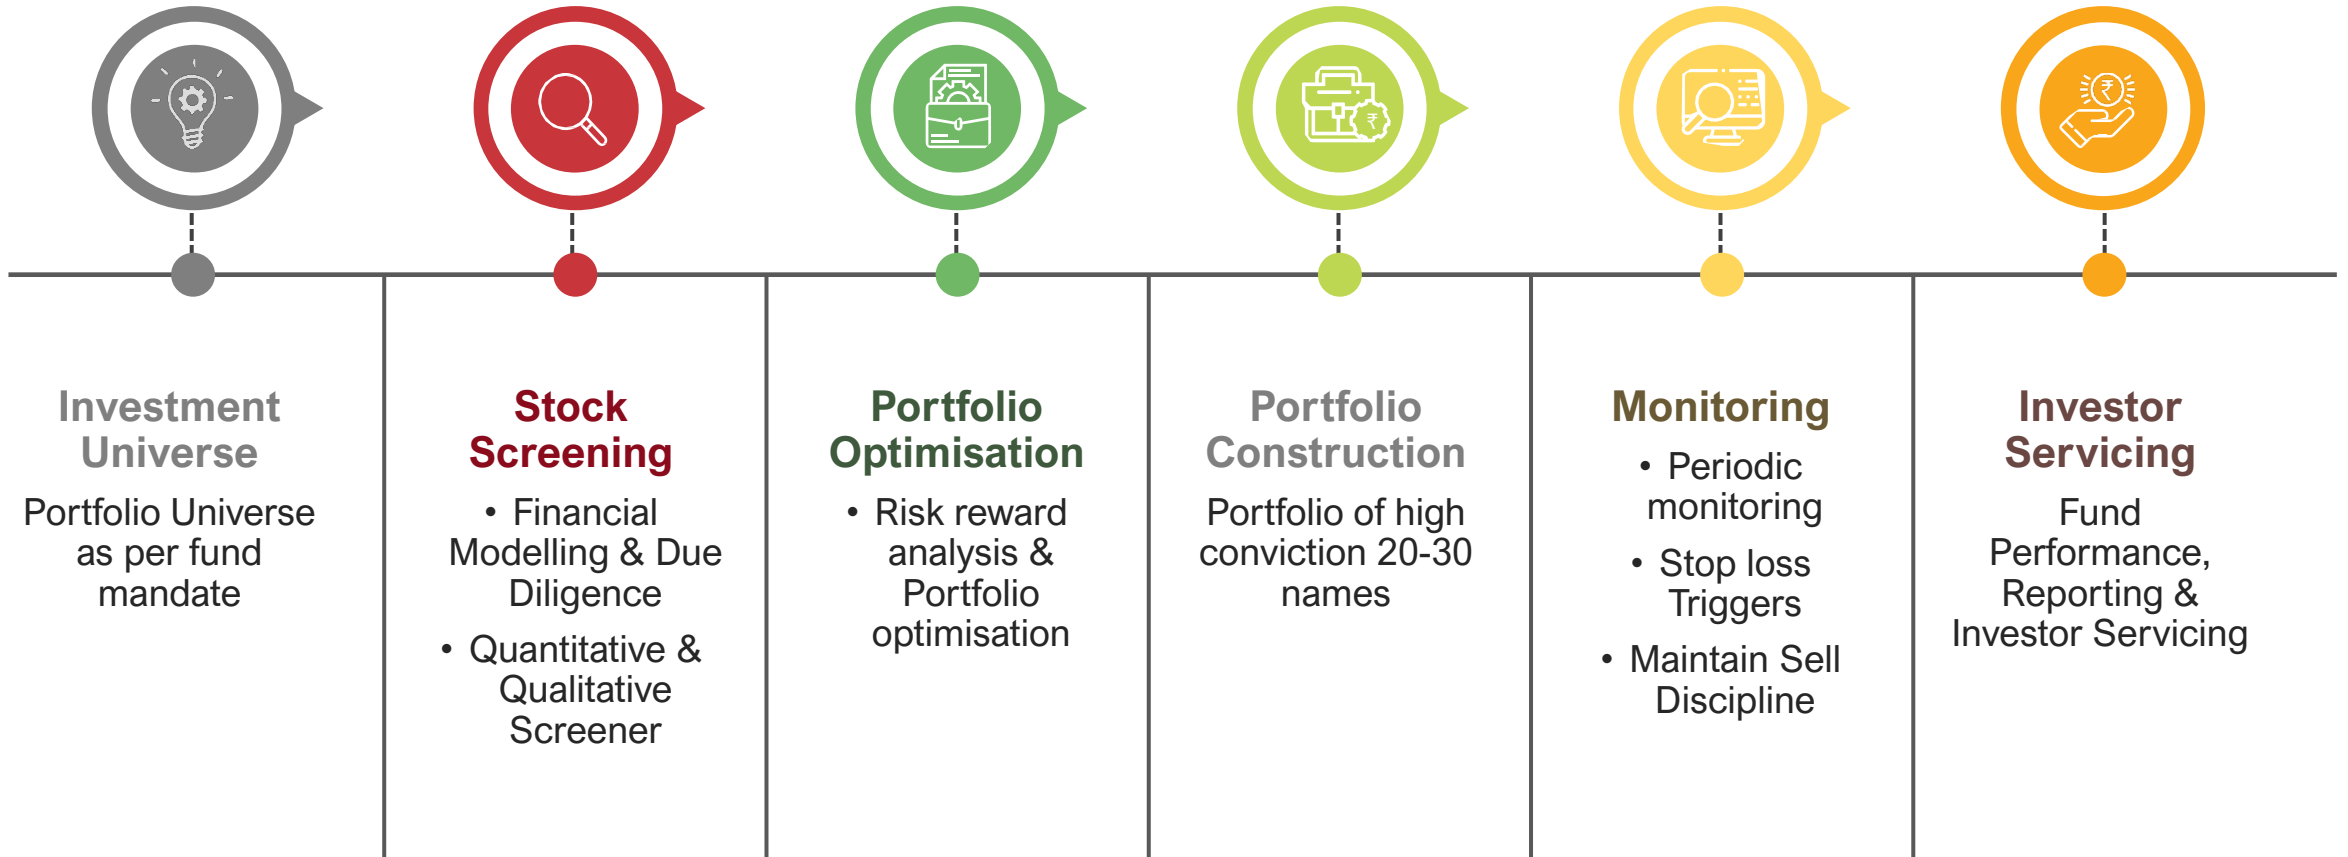 Investment
Universe
Portfolio Universe
as per fund
mandate
Stock
Screening
• Financial
Modelling & Due
Diligence
• Quantitative &
Qualitative
Screener
Portfolio
Optimisation
• Risk reward
analysis &
Portfolio
optimisation
Portfolio
Construction
Portfolio of high
conviction 20-30
names
Monitoring
• Periodic
monitoring
• Stop loss
Triggers
• Maintain Sell
Discipline
Investor
Servicing
Fund
Performance,
Reporting &
Investor Servicing